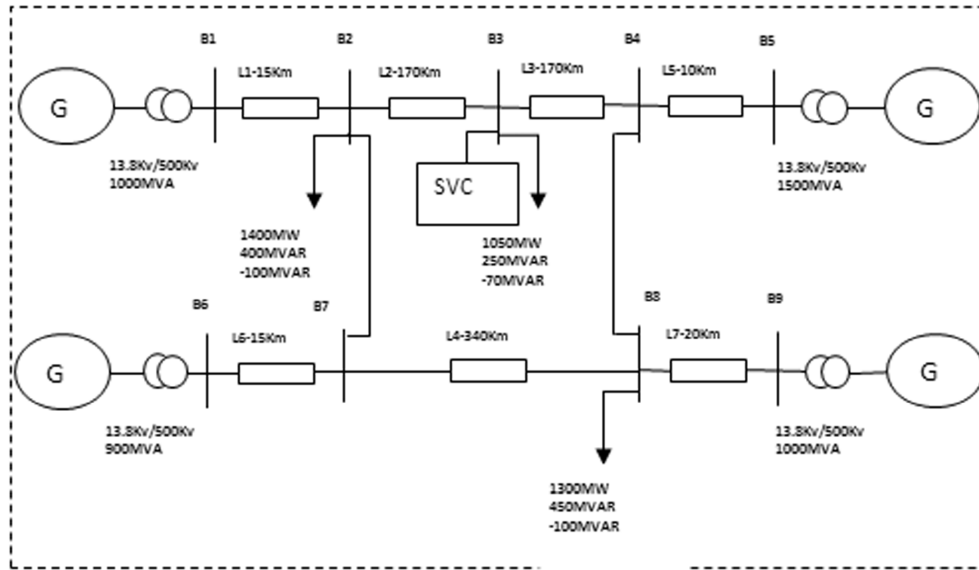 B1
B2
B3
B4
B5
L1-15Km
L2-170Km
L3-170Km
L5-10Km
G
G
13.8Kv/500Kv
1000MVA
SVC
13.8Kv/500Kv
1500MVA
1400MW
400MVAR
-100MVAR
1050MW
250MVAR
-70MVAR
B6
B7
B8
B9
L6-15Km
L4-340Km
L7-20Km
G
G
13.8Kv/500Kv
900MVA
13.8Kv/500Kv
1000MVA
1300MW
450MVAR
-100MVAR